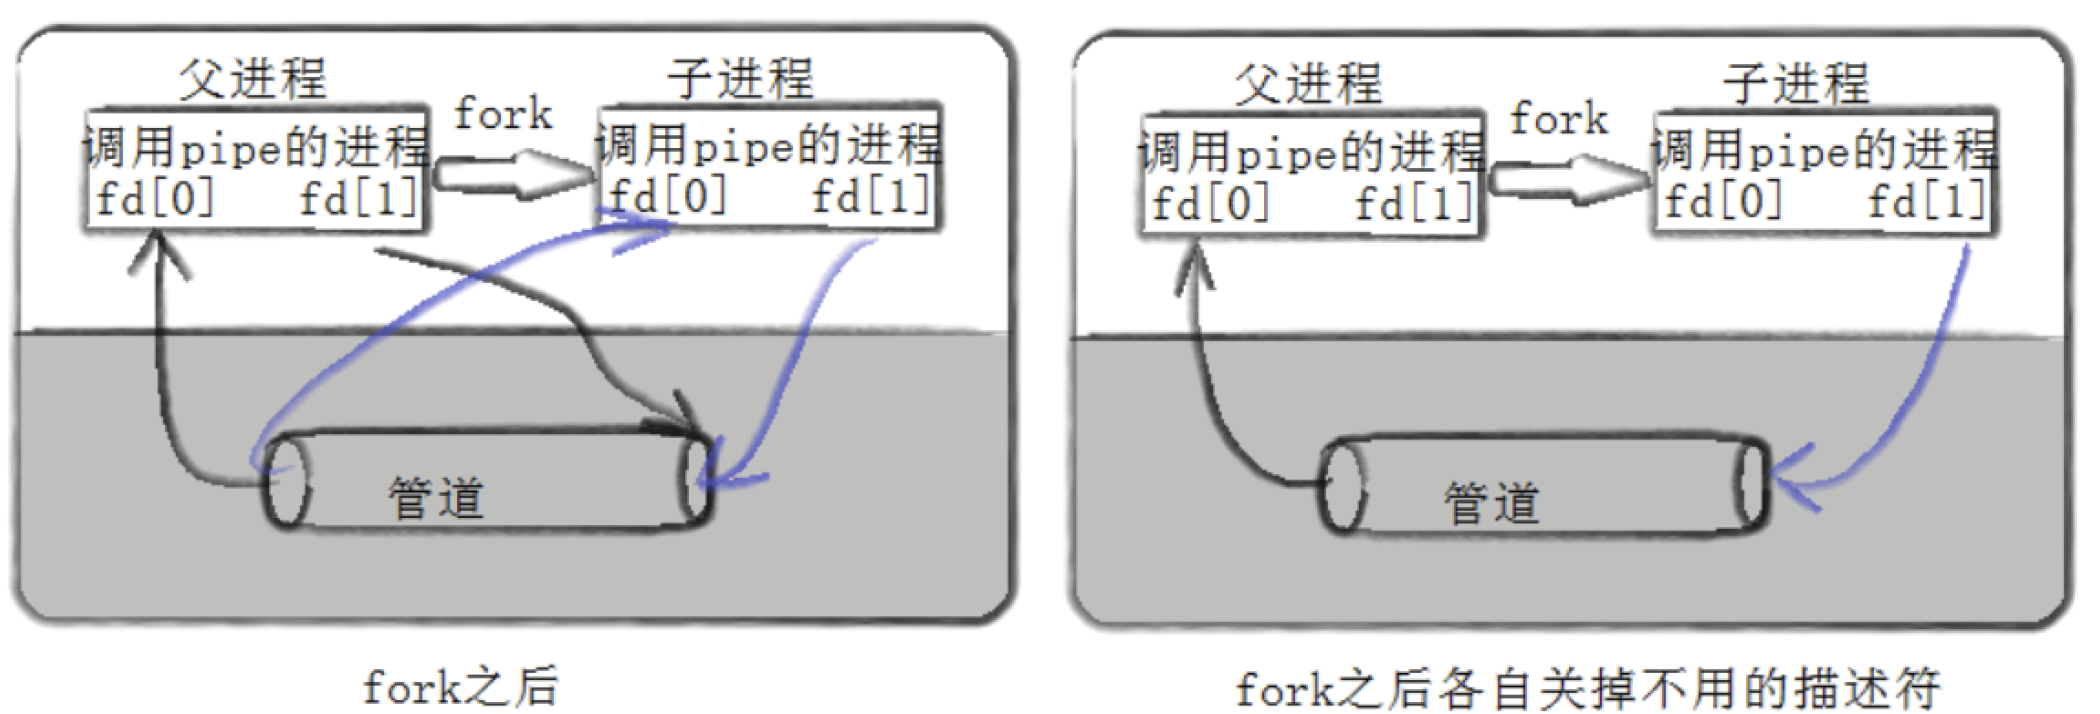 父进程
fork
子进程
调用pipe的进程
fd[0] fd[1]
调用pipe的进程
fd[0] fd[1]
管道
fork之后
父进程
fork
子进程
调用pipe的进程
fd[0] fd[1]
调用pipe的进程
fd[0] fd[1]
管道
fork之后各自关掉不用的描述符